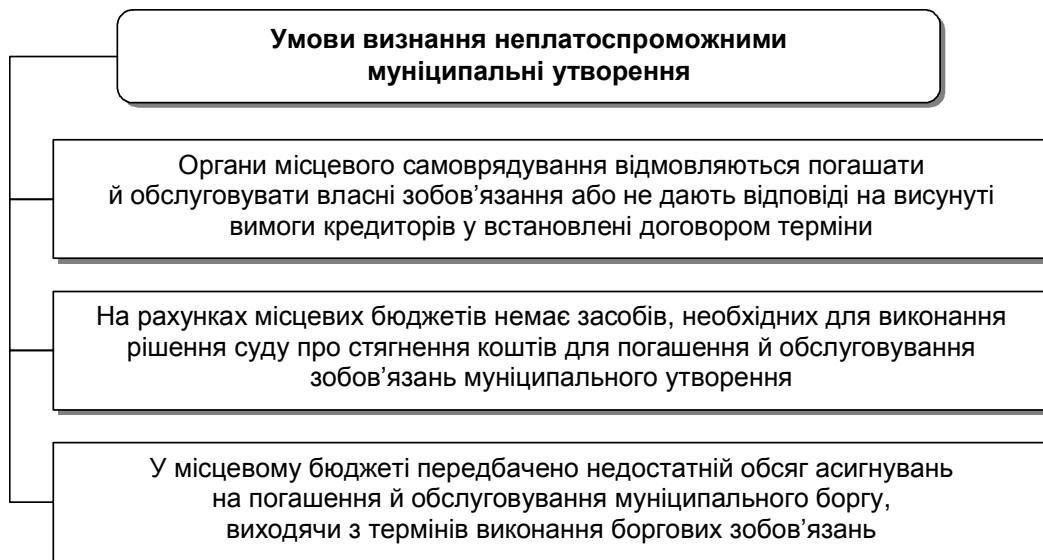 Умови визнання неплатоспроможними
муніципальні утворення
Органи місцевого самоврядування відмовляються погашати
й обслуговувати власні зобов’язання або не дають відповіді на висунуті
вимоги кредиторів у встановлені договором терміни
На рахунках місцевих бюджетів немає засобів, необхідних для виконання
рішення суду про стягнення коштів для погашення й обслуговування
зобов’язань муніципального утворення
У місцевому бюджеті передбачено недостатній обсяг асигнувань
на погашення й обслуговування муніципального боргу,
виходячи з термінів виконання боргових зобов’язань